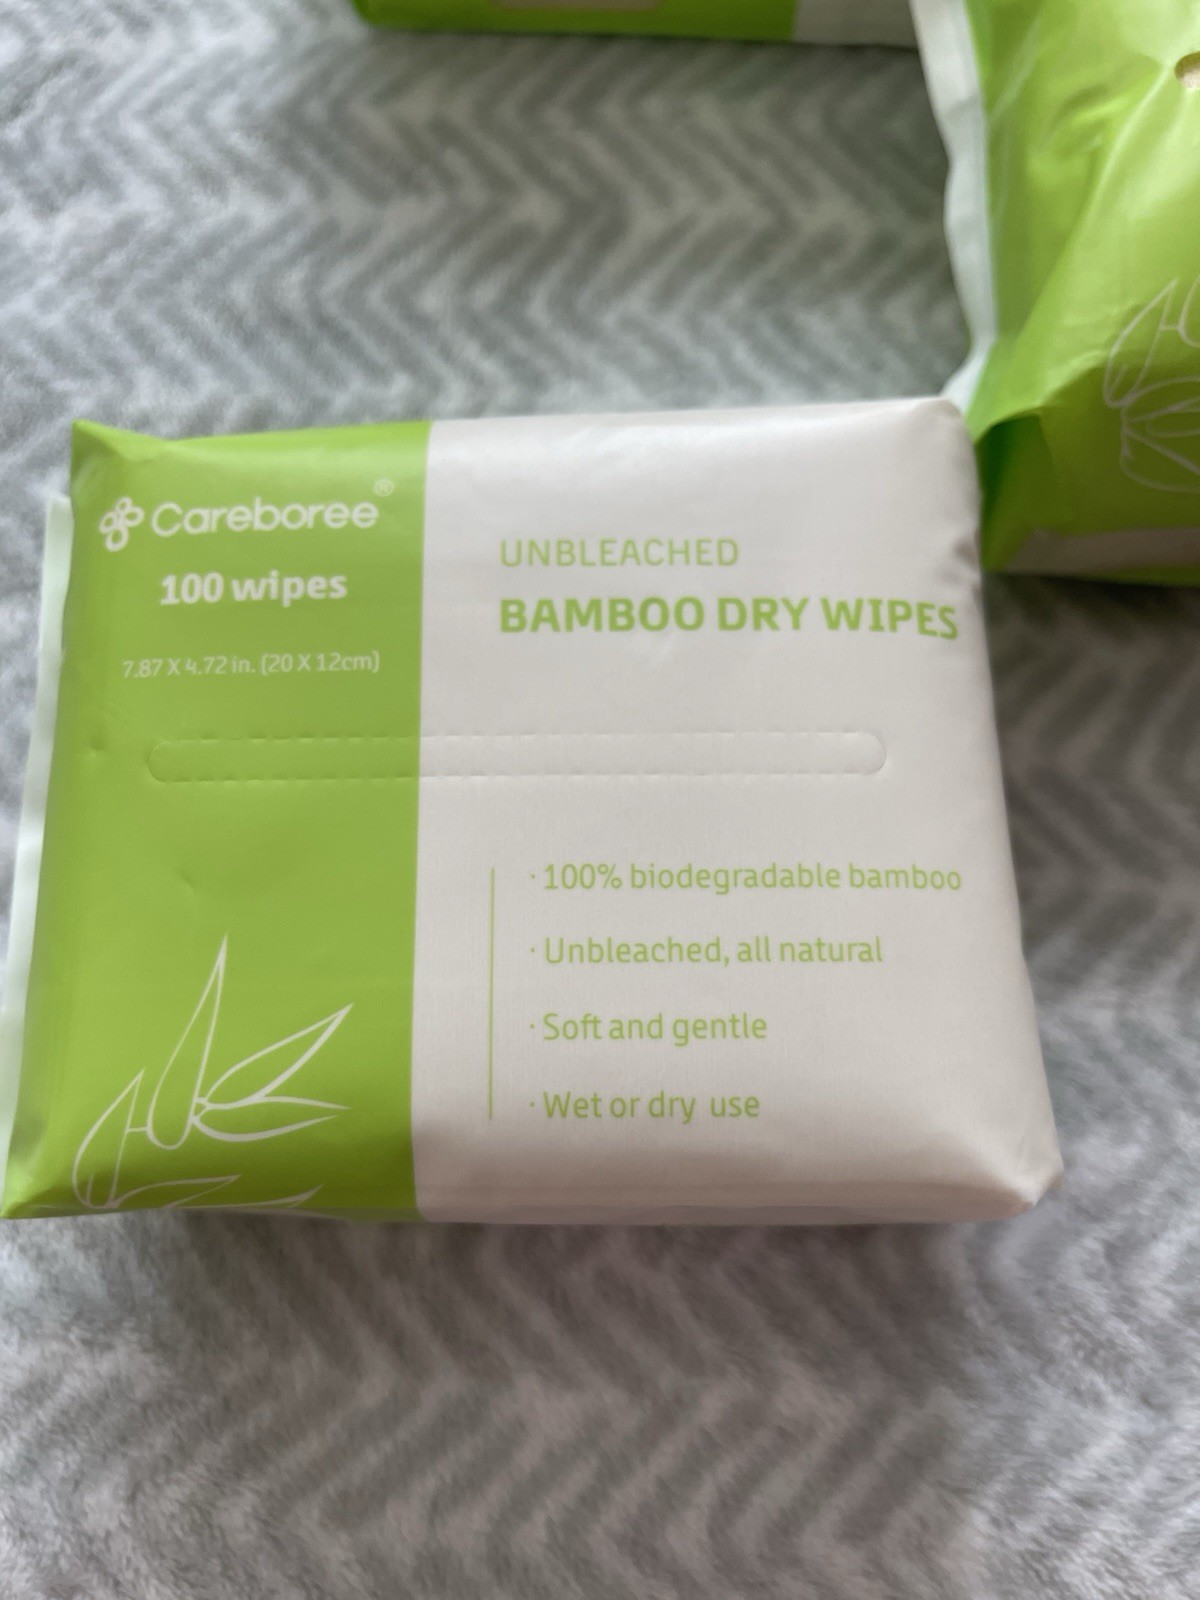 Careboree®
100 wipes
7.87 X 4.72 in. (20 X 12cm)
UNBLEACHED
BAMBOO DRY WIPES
· 100% biodegradable bamboo
· Unbleached, all natural
· Soft and gentle
· Wet or dry use